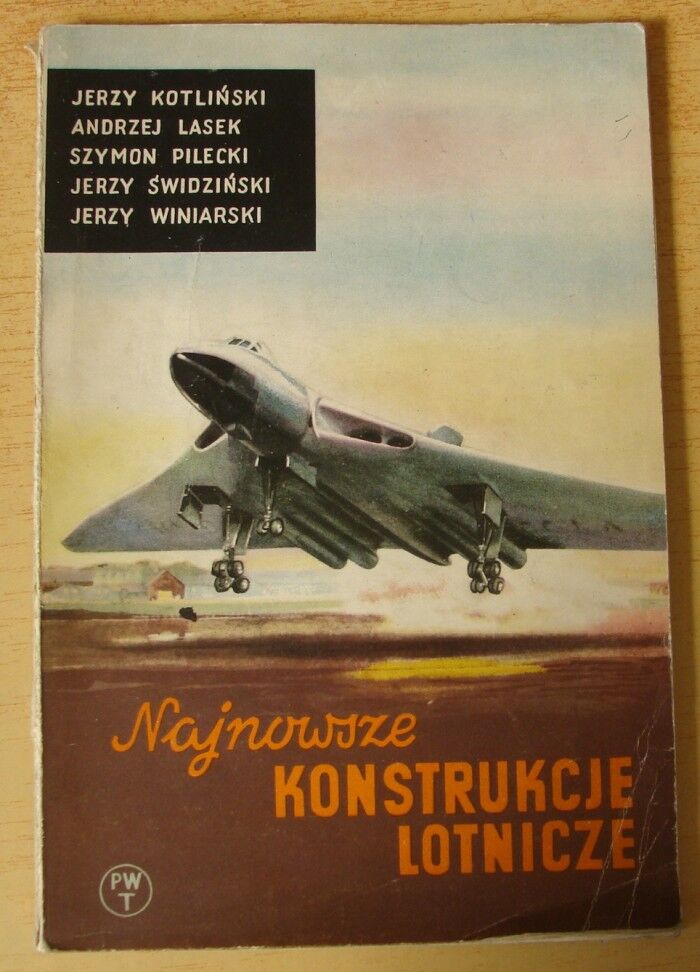 JERZY KOTLIŃSKI
ANDRZEJ LASEK
SZYMON PILECKI
JERZY ŚWIDZIŃSKI
JERZY WINIARSKI
Najnowsze
KONSTRUKCJE
LOTNICZE
PW
T